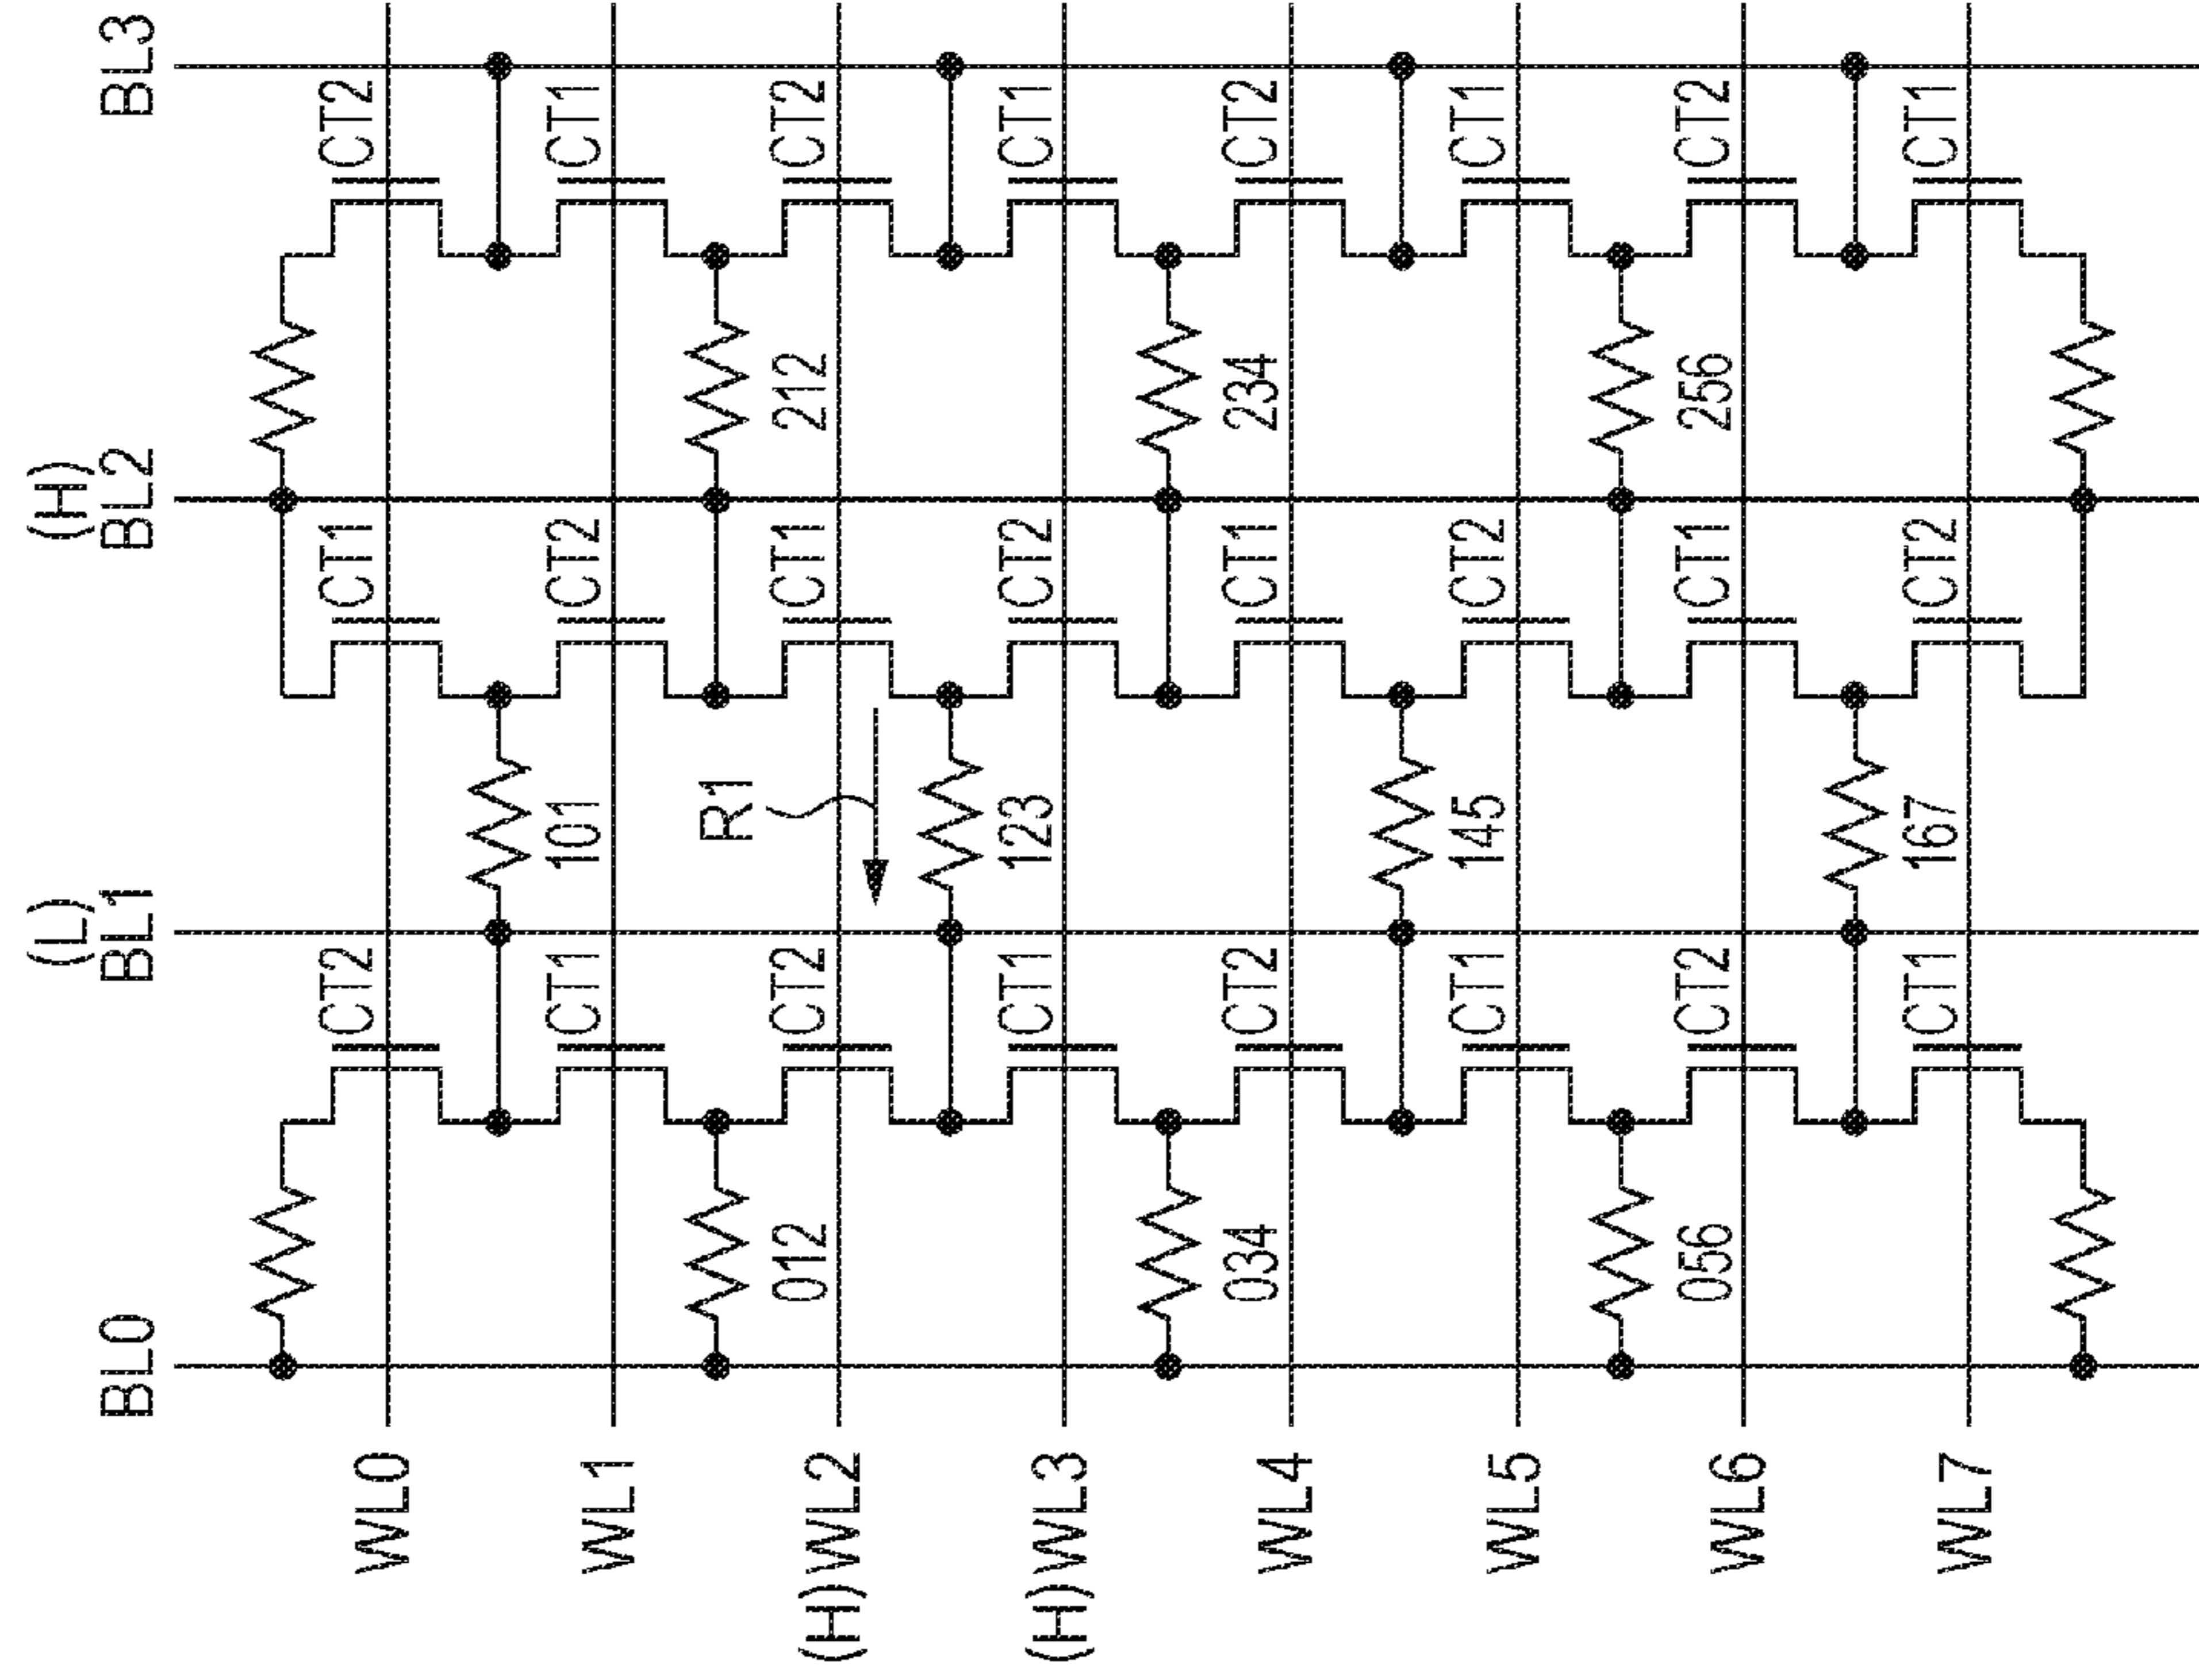 (L) (H)
BL0 BL1 BL2 BL3
WL0 CT2 CT1 CT2
WL1 CT1 101 CT2 CT1
R1
(H)WL2 012 CT2 CT1 212 CT2
(H)WL3 CT1 123 CT2 CT1
WL4 034 CT2 CT1 234 CT2
WL5 CT1 145 CT2 CT1
WL6 056 CT2 CT1 256 CT2
WL7 CT1 167 CT2 CT1